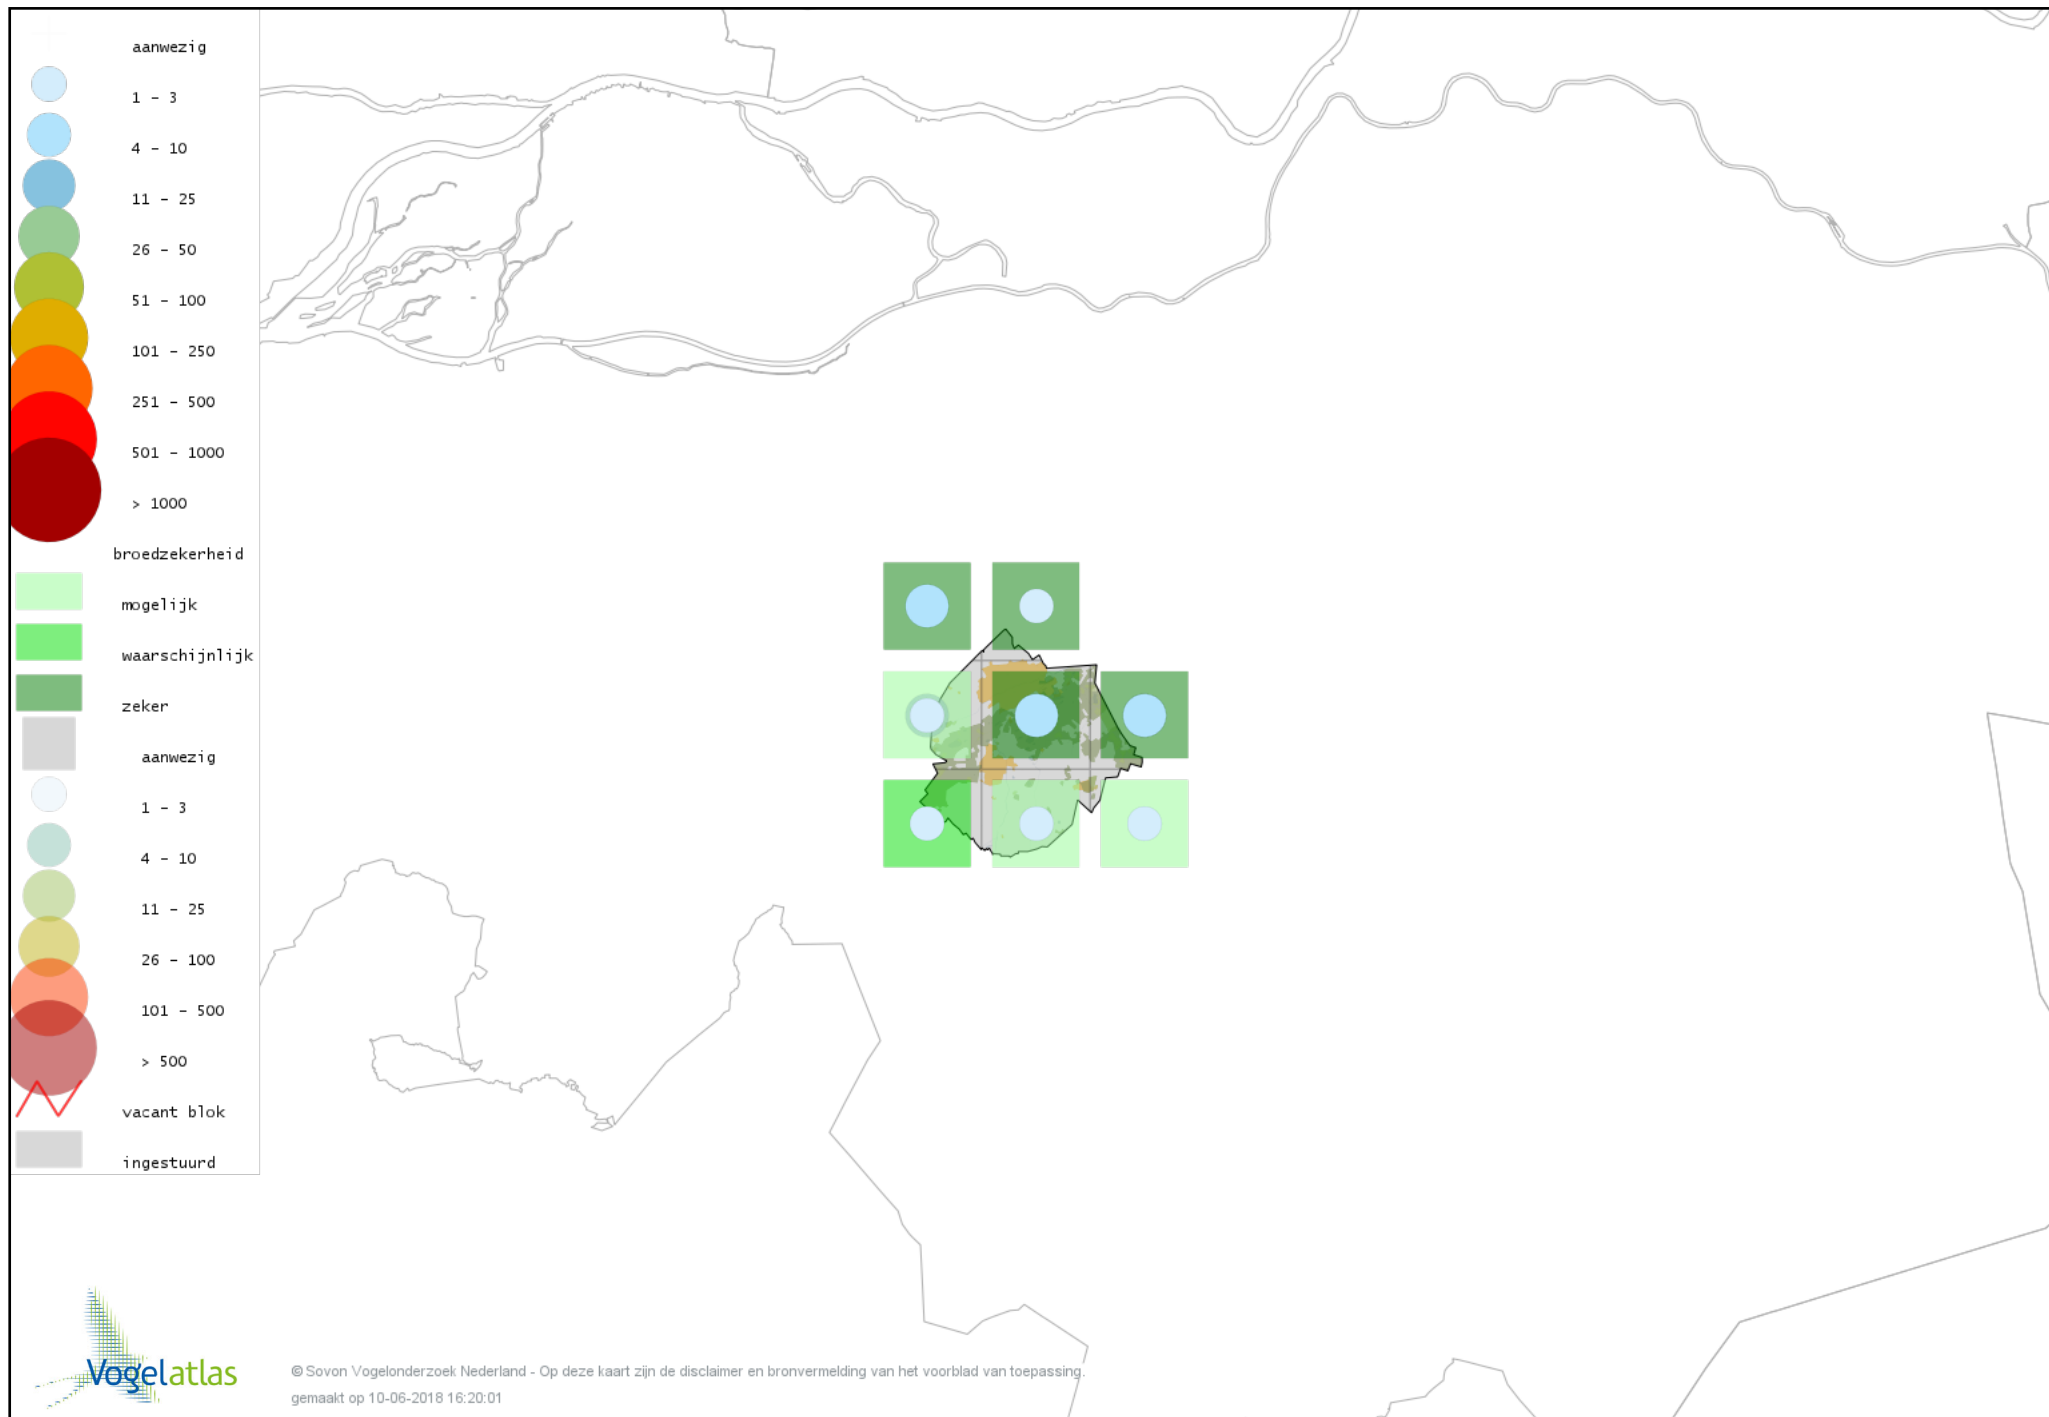 aanwezig
1 - 3
4 - 10
11 - 25
26 - 50
51 - 100
101 - 250
251 - 500
501 - 1000
> 1000
broedzekerheid
mogelijk
waarschijnlijk
zeker
aanwezig
1 - 3
4 - 10
11 - 25
26 - 100
101 - 500
> 500
vacant blok
ingestuurd
Vogelatlas
© Sovon Vogelonderzoek Nederland - Op deze kaart zijn de disclaimer en bronvermelding van het voorblad van toepassing.
gemaakt op 10-06-2018 16:20:01